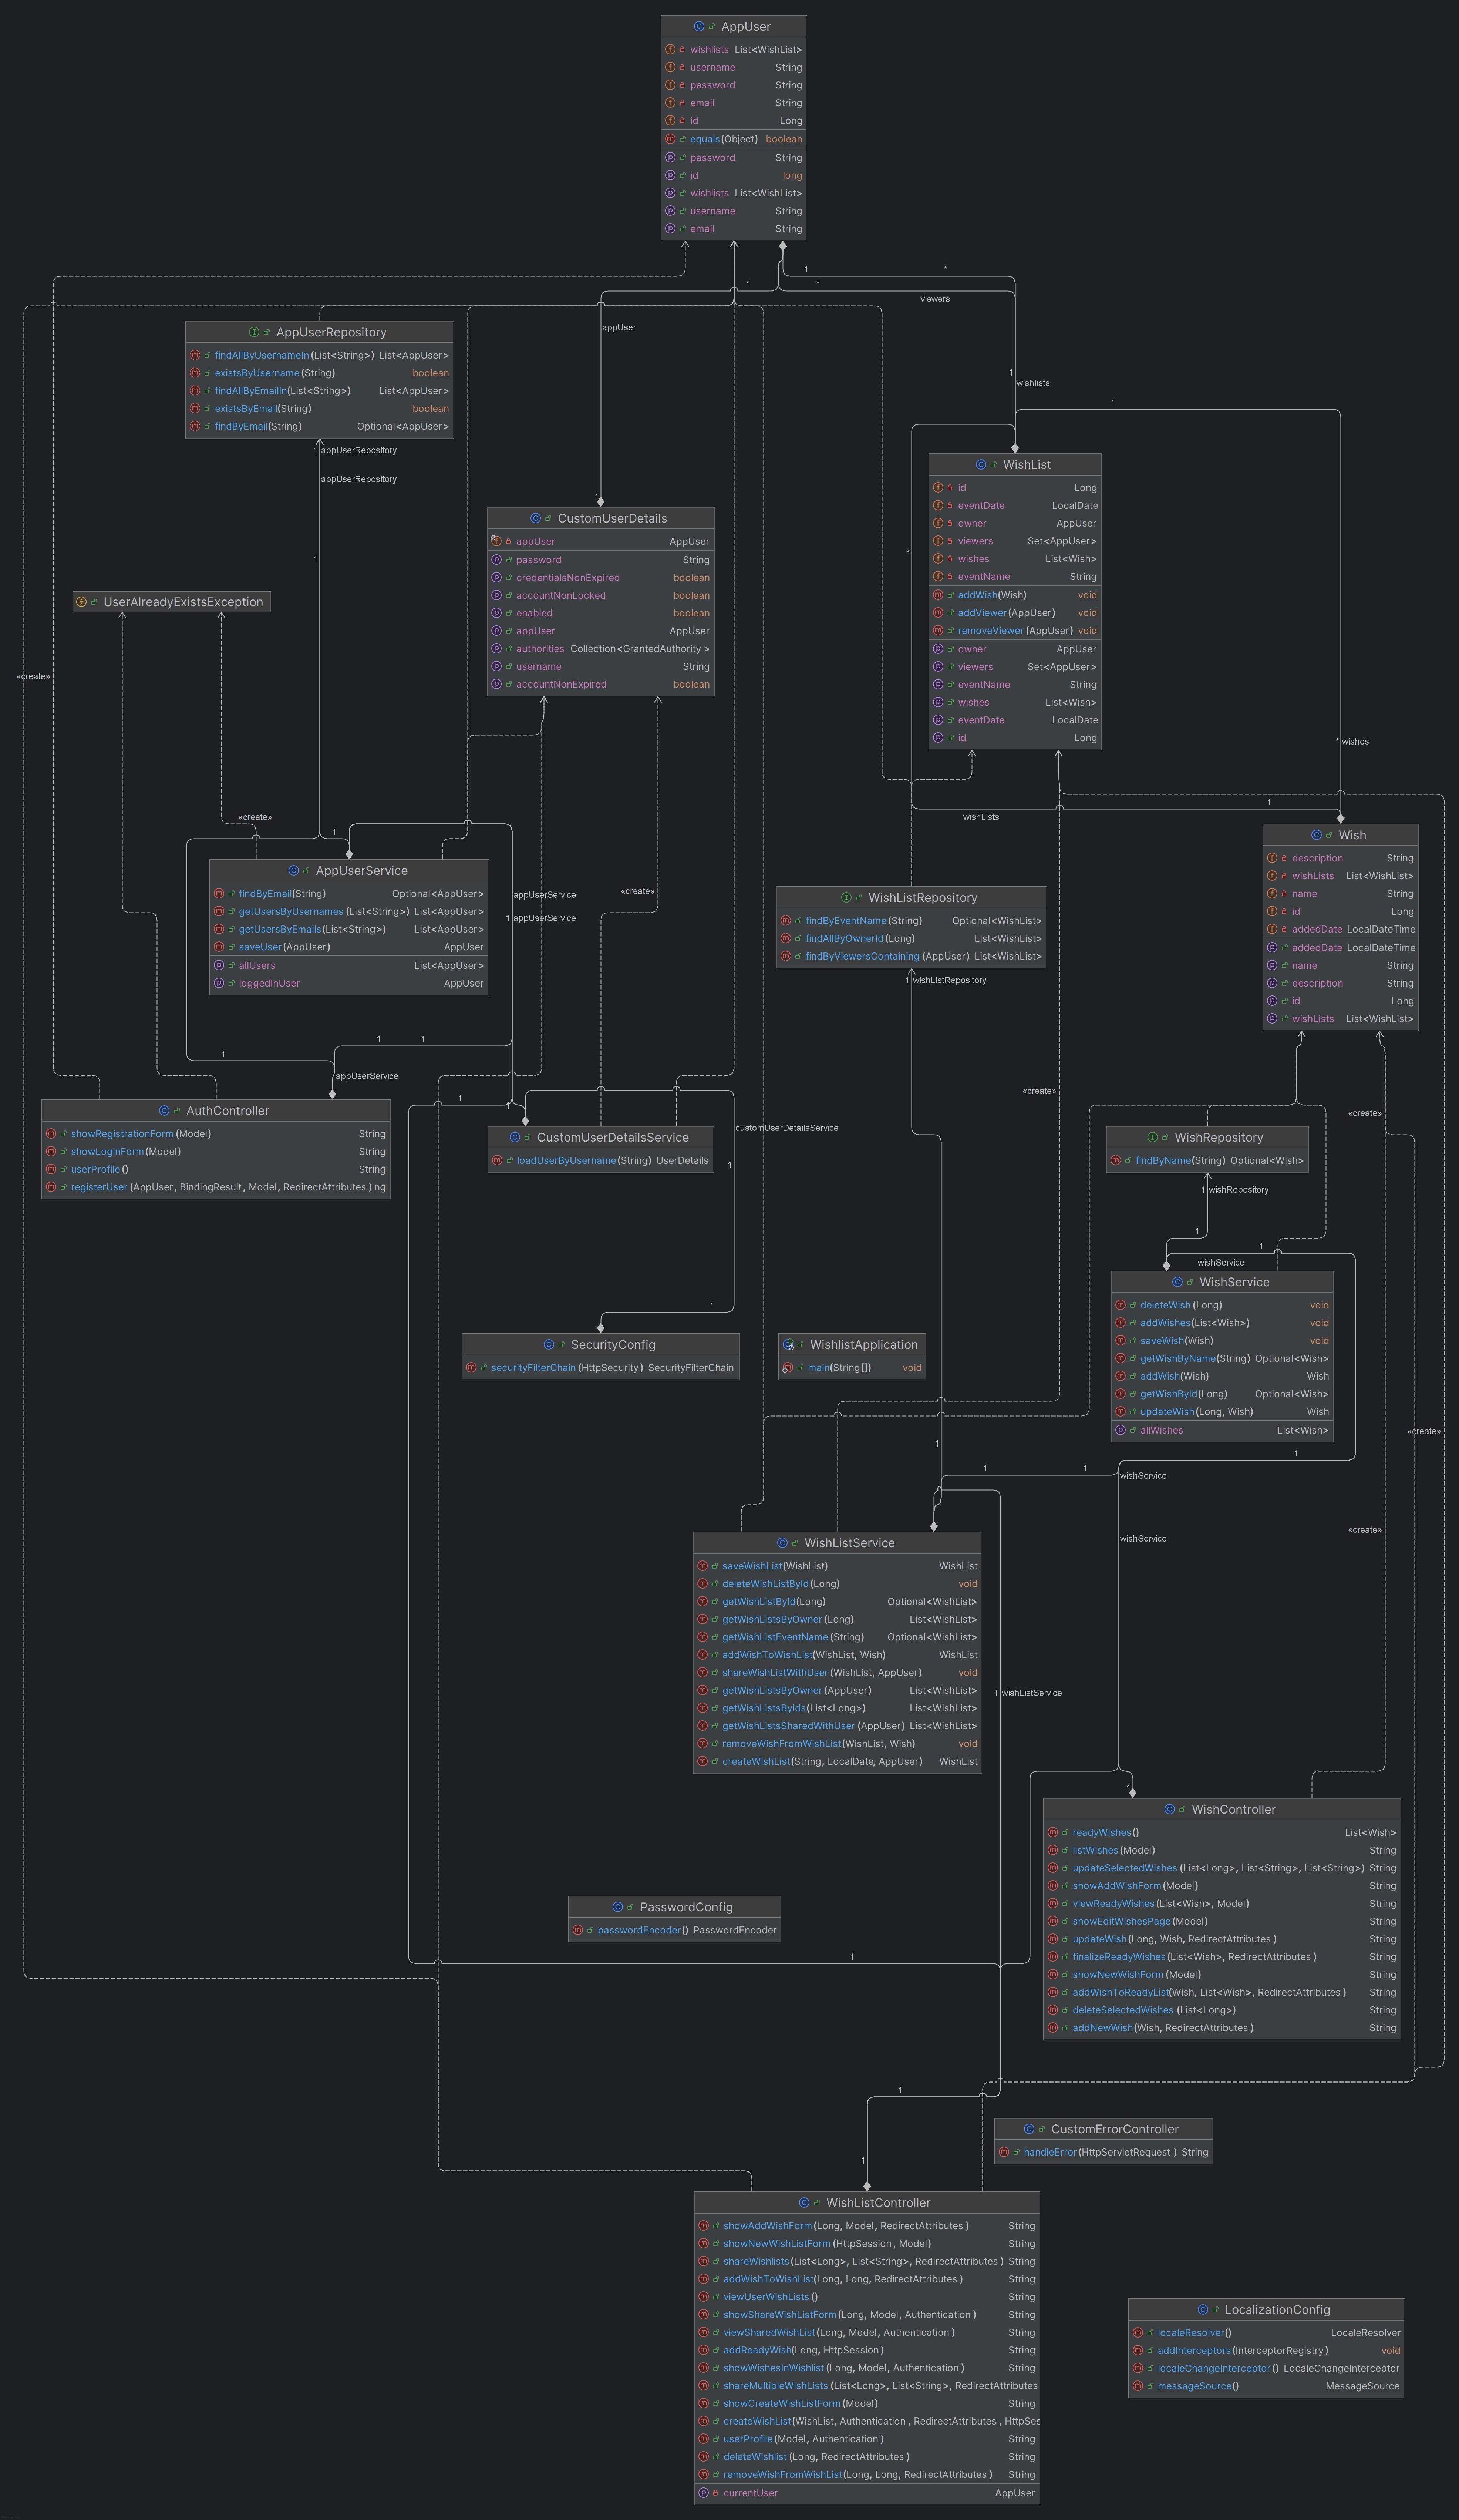 AppUser
wishlists List<WishList>
username String
password String
email String
id Long
equals(Object) boolean
password String
id long
wishlists List<WishList>
username String
email String
1 *
1 *
viewers
appUser
1
wishlists
1
AppUserRepository
findAllByUsernameIn(List<String>) List<AppUser>
existsByUsername(String) boolean
findAllByEmailIn(List<String>) List<AppUser>
existsByEmail(String) boolean
findByEmail(String) Optional<AppUser>
1 appUserRepository
appUserRepository
1
1
WishList
id Long
eventDate LocalDate
owner AppUser
viewers Set<AppUser>
wishes List<Wish>
eventName String
addWish(Wish) void
addViewer(AppUser) void
removeViewer(AppUser) void
owner AppUser
viewers Set<AppUser>
eventName String
wishes List<Wish>
eventDate LocalDate
id Long
CustomUserDetails
appUser AppUser
password String
credentialsNonExpired boolean
accountNonLocked boolean
enabled boolean
appUser AppUser
authorities Collection<GrantedAuthority>
username String
accountNonExpired boolean
UserAlreadyExistsException
«create»
*
* wishes
1
wishLists
«create»
1
Wish
description String
wishLists List<WishList>
name String
id Long
addedDate LocalDateTime
addedDate LocalDateTime
name String
description String
id Long
wishLists List<WishList>
AppUserService
findByEmail(String) Optional<AppUser>
getUsersByUsernames(List<String>) List<AppUser>
getUsersByEmails(List<String>) List<AppUser>
saveUser(AppUser) AppUser
allUsers List<AppUser>
loggedInUser AppUser
appUserService
1 appUserService
«create»
WishListRepository
findByEventName(String) Optional<WishList>
findAllByOwnerId(Long) List<WishList>
findByViewersContaining(AppUser) List<WishList>
1 wishListRepository
1 1
1
appUserService
«create»
1
1
«create»
AuthController
showRegistrationForm(Model) String
showLoginForm(Model) String
userProfile() String
registerUser(AppUser, BindingResult, Model, RedirectAttributes) ng
CustomUserDetailsService
loadUserByUsername(String) UserDetails
customUserDetailsService
1
WishRepository
findByName(String) Optional<Wish>
1 wishRepository
1
1
wishService
WishService
deleteWish(Long) void
addWishes(List<Wish>) void
saveWish(Wish) void
getWishByName(String) Optional<Wish>
addWish(Wish) Wish
getWishById(Long) Optional<Wish>
updateWish(Long, Wish) Wish
allWishes List<Wish>
1
SecurityConfig
securityFilterChain(HttpSecurity) SecurityFilterChain
WishlistApplication
main(String[]) void
«create»
1
1
1 1
wishService
«create»
wishService
WishListService
saveWishList(WishList) WishList
deleteWishListById(Long) void
getWishListById(Long) Optional<WishList>
getWishListsByOwner(Long) List<WishList>
getWishListEventName(String) Optional<WishList>
addWishToWishList(WishList, Wish) WishList
shareWishListWithUser(WishList, AppUser) void
getWishListsByOwner(AppUser) List<WishList>
getWishListsByIds(List<Long>) List<WishList>
getWishListsSharedWithUser(AppUser) List<WishList>
removeWishFromWishList(WishList, Wish) void
createWishList(String, LocalDate, AppUser) WishList
1 wishListService
1
WishController
readyWishes() List<Wish>
listWishes(Model) String
updateSelectedWishes(List<Long>, List<String>, List<String>) String
showAddWishForm(Model) String
viewReadyWishes(List<Wish>, Model) String
showEditWishesPage(Model) String
updateWish(Long, Wish, RedirectAttributes) String
finalizeReadyWishes(List<Wish>, RedirectAttributes) String
showNewWishForm(Model) String
addWishToReadyList(Wish, List<Wish>, RedirectAttributes) String
deleteSelectedWishes(List<Long>) String
addNewWish(Wish, RedirectAttributes) String
PasswordConfig
passwordEncoder() PasswordEncoder
1
1
CustomErrorController
handleError(HttpServletRequest) String
1
WishListController
showAddWishForm(Long, Model, RedirectAttributes) String
showNewWishListForm(HttpSession, Model) String
shareWishlists(List<Long>, List<String>, RedirectAttributes) String
addWishToWishList(Long, Long, RedirectAttributes) String
viewUserWishLists() String
showShareWishListForm(Long, Model, Authentication) String
viewSharedWishList(Long, Model, Authentication) String
addReadyWish(Long, HttpSession) String
showWishesInWishlist(Long, Model, Authentication) String
shareMultipleWishLists(List<Long>, List<String>, RedirectAttributes
showCreateWishListForm(Model) String
createWishList(WishList, Authentication, RedirectAttributes, HttpSes
userProfile(Model, Authentication) String
deleteWishlist(Long, RedirectAttributes) String
removeWishFromWishList(Long, Long, RedirectAttributes) String
currentUser AppUser
LocalizationConfig
localeResolver() LocaleResolver
addInterceptors(InterceptorRegistry) void
localeChangeInterceptor() LocaleChangeInterceptor
messageSource() MessageSource